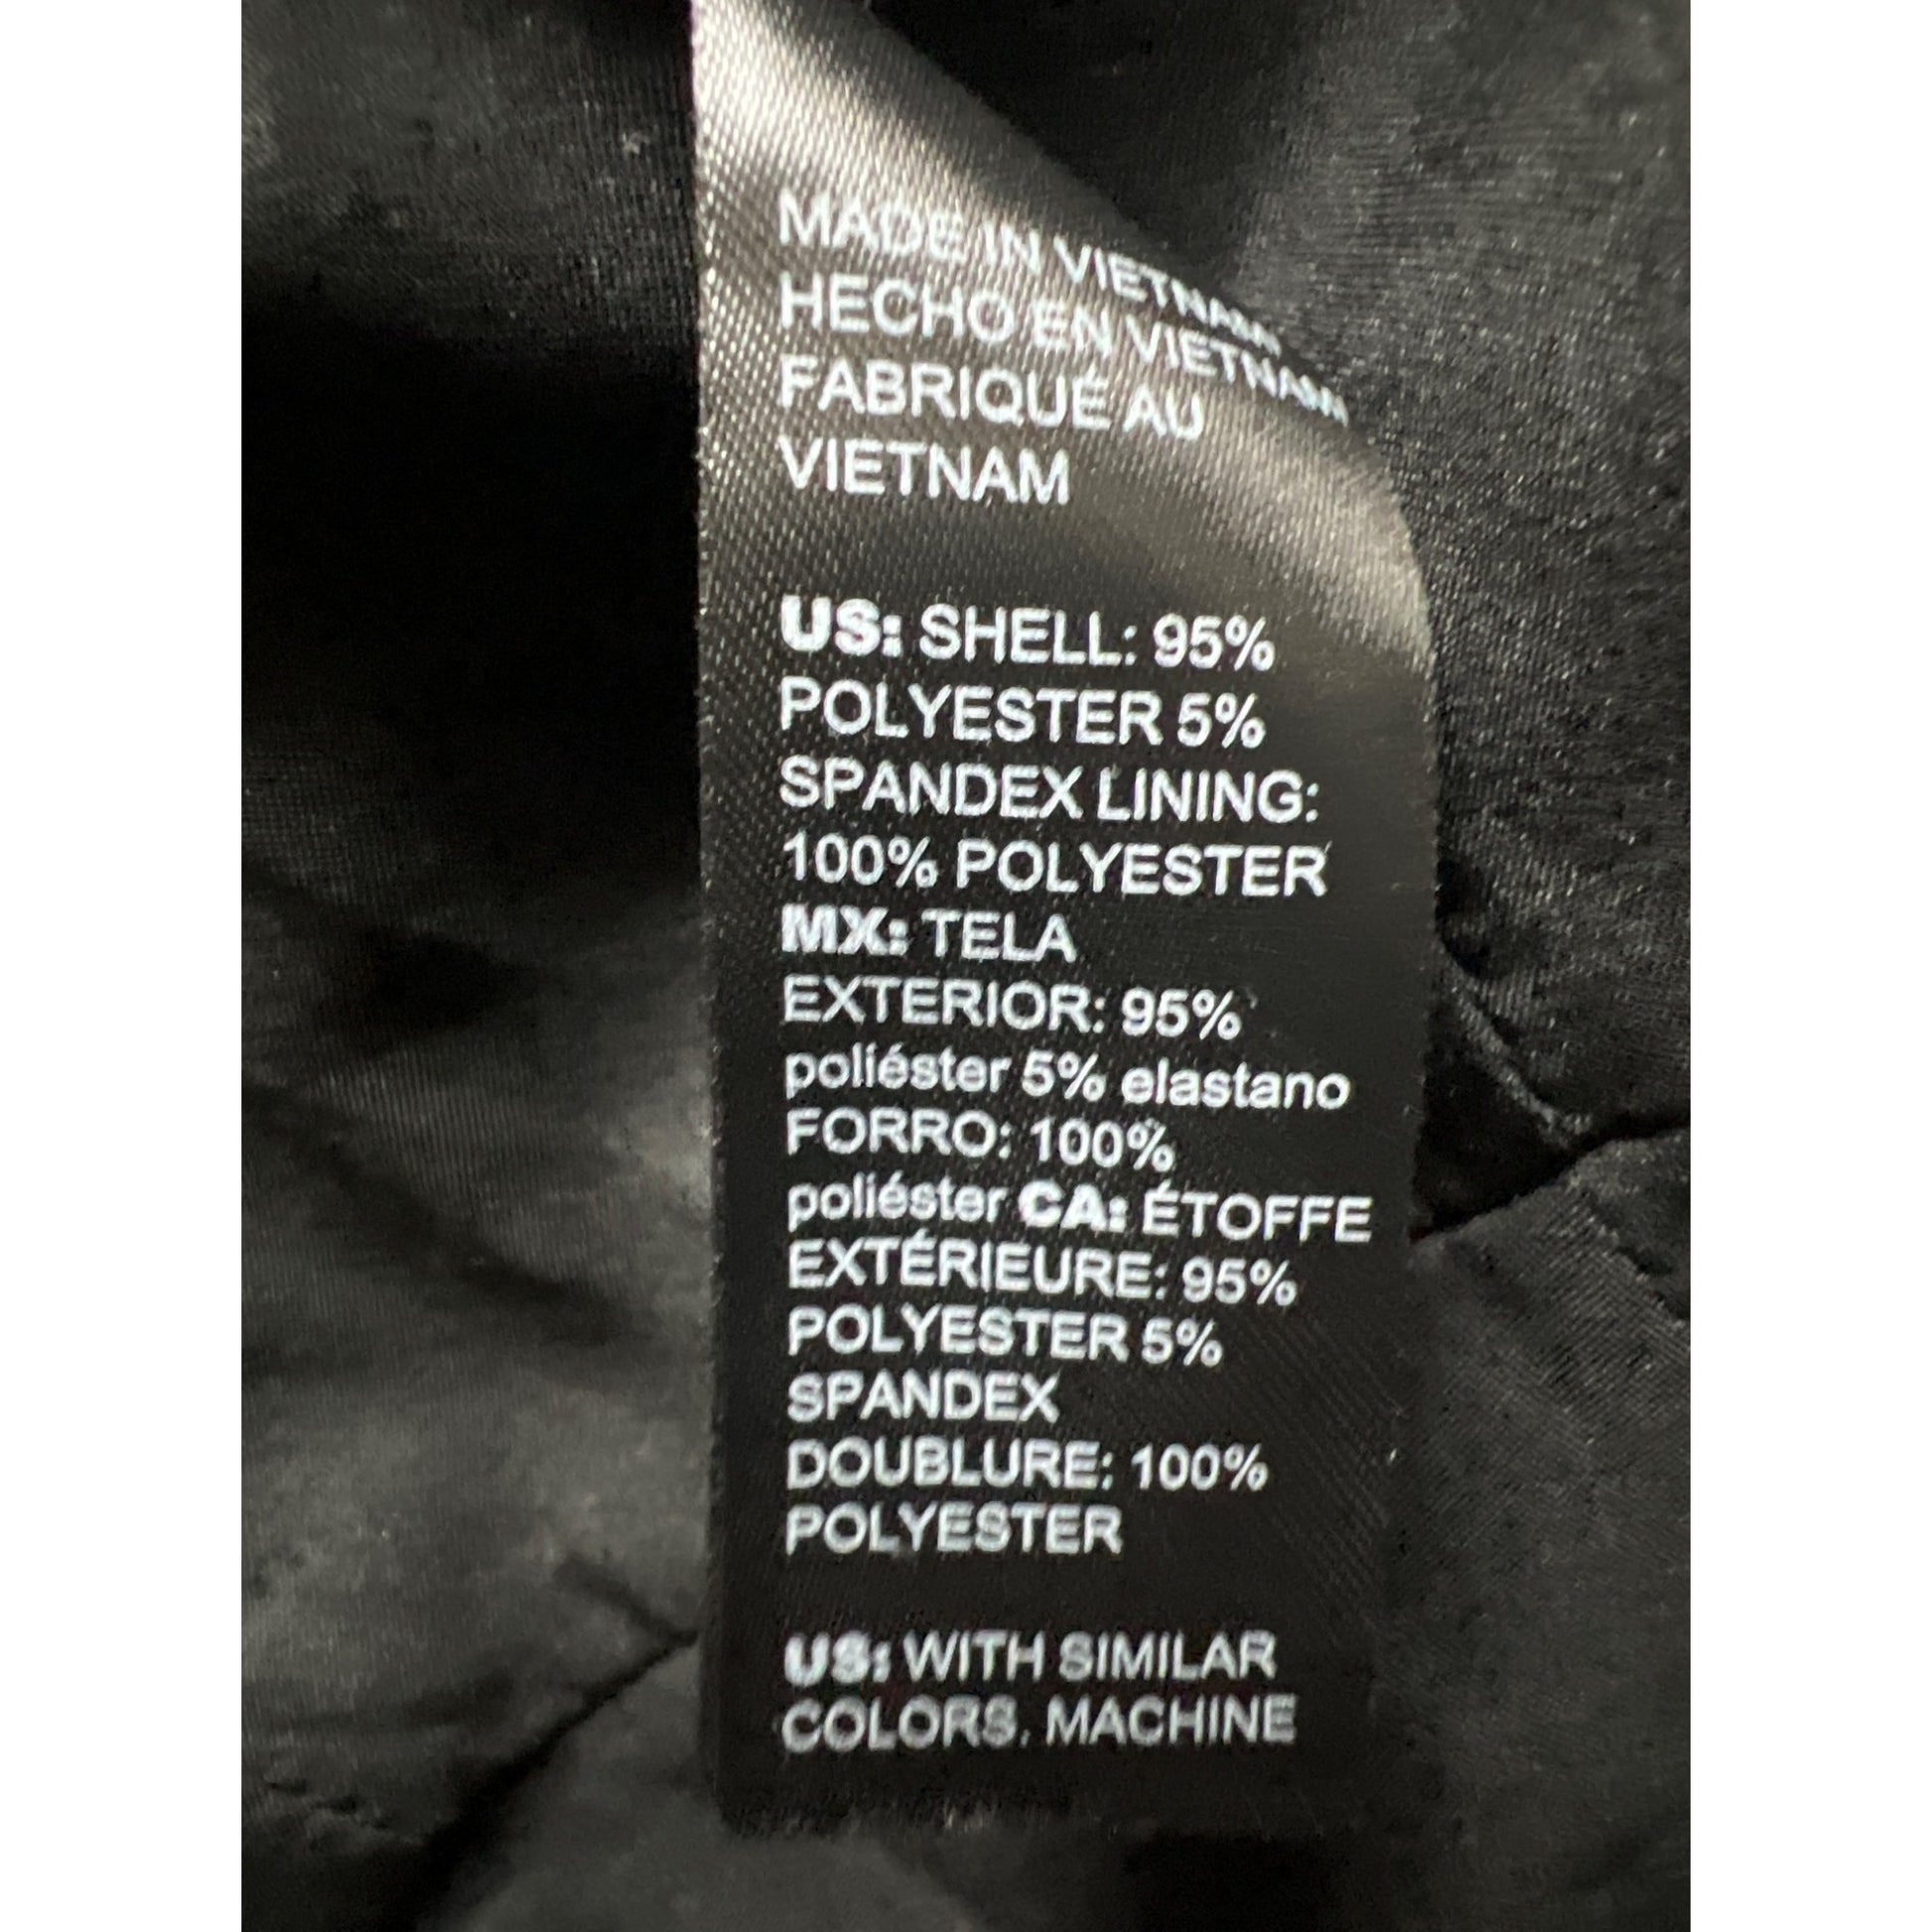 MADE IN VIETNAM
HECHO EN VIETNAM
FABRIQUÉ AU
VIETNAM
US: SHELL: 95%
POLYESTER 5%
SPANDEX LINING:
100% POLYESTER
MX: TELA
EXTERIOR: 95%
poliéster 5% elastano
FORRO: 100%
poliéster CA: ÉTOFFE
EXTÉRIEURE: 95%
POLYESTER 5%
SPANDEX
DOUBLURE: 100%
POLYESTER
US: WITH SIMILAR
COLORS. MACHINE